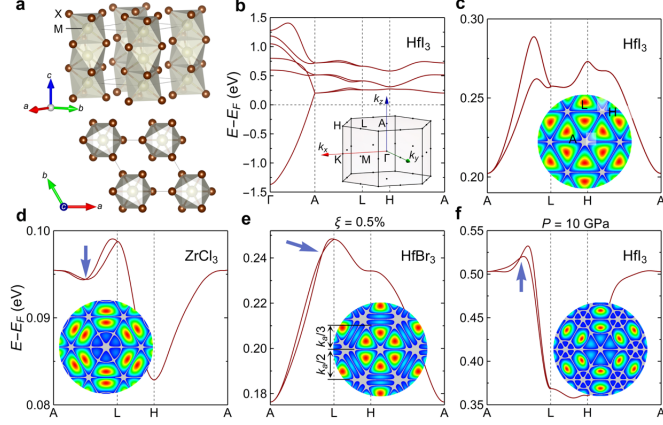 a
X
M
c
a
b
b
a
b
HfI3
E−EF (eV)
1.5
1.0
0.5
0.0
-0.5
-1.0
-1.5
Γ A L H A
kz
H L A
kx
K M Γ
ky
c
HfI3
0.30
0.25
0.20
L
H
A
A L H A
d
ZrCl3
E−EF (eV)
0.10
0.09
0.08
A L H A
e
ξ = 0.5%
HfBr3
0.24
0.22
0.20
0.18
ka/3
ka/2
A L H A
f
P = 10 GPa
HfI3
0.55
0.50
0.45
0.40
0.35
A L H A